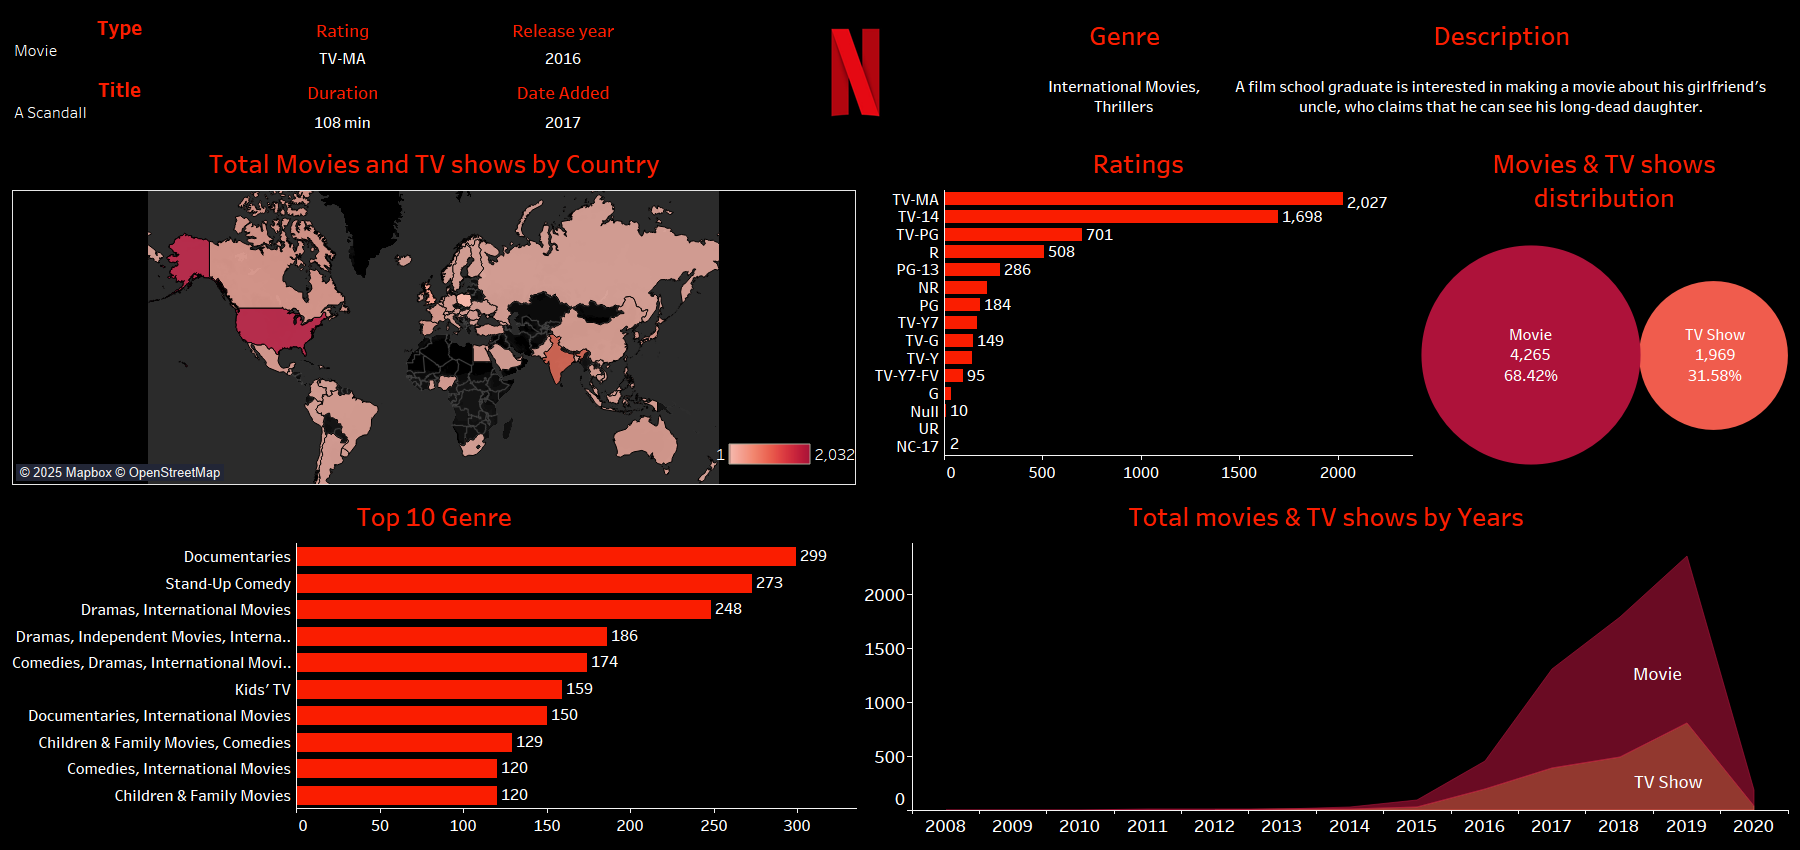 Type
Movie
Rating
TV-MA
Release year
2016
Title
A Scandall
Duration
108 min
Date Added
2017
N
Genre
International Movies,
Thrillers
Description
A film school graduate is interested in making a movie about his girlfriend's
uncle, who claims that he can see his long-dead daughter.
Total Movies and TV shows by Country
1
2,032
© 2025 Mapbox © OpenStreetMap
Ratings
TV-MA 2,027
TV-14 1,698
TV-PG 701
R 508
PG-13 286
NR
PG 184
TV-Y7
TV-G 149
TV-Y
TV-Y7-FV 95
G
Null 10
UR
NC-17 2
0 500 1000 1500 2000
Movies & TV shows
distribution
Movie
4,265
68.42%
TV Show
1,969
31.58%
Top 10 Genre
Documentaries 299
Stand-Up Comedy 273
Dramas, International Movies 248
Dramas, Independent Movies, Interna.. 186
Comedies, Dramas, International Movi.. 174
Kids' TV 159
Documentaries, International Movies 150
Children & Family Movies, Comedies 129
Comedies, International Movies 120
Children & Family Movies 120
0 50 100 150 200 250 300
Total movies & TV shows by Years
2000
1500
1000
500
0
Movie
TV Show
2008 2009 2010 2011 2012 2013 2014 2015 2016 2017 2018 2019 2020